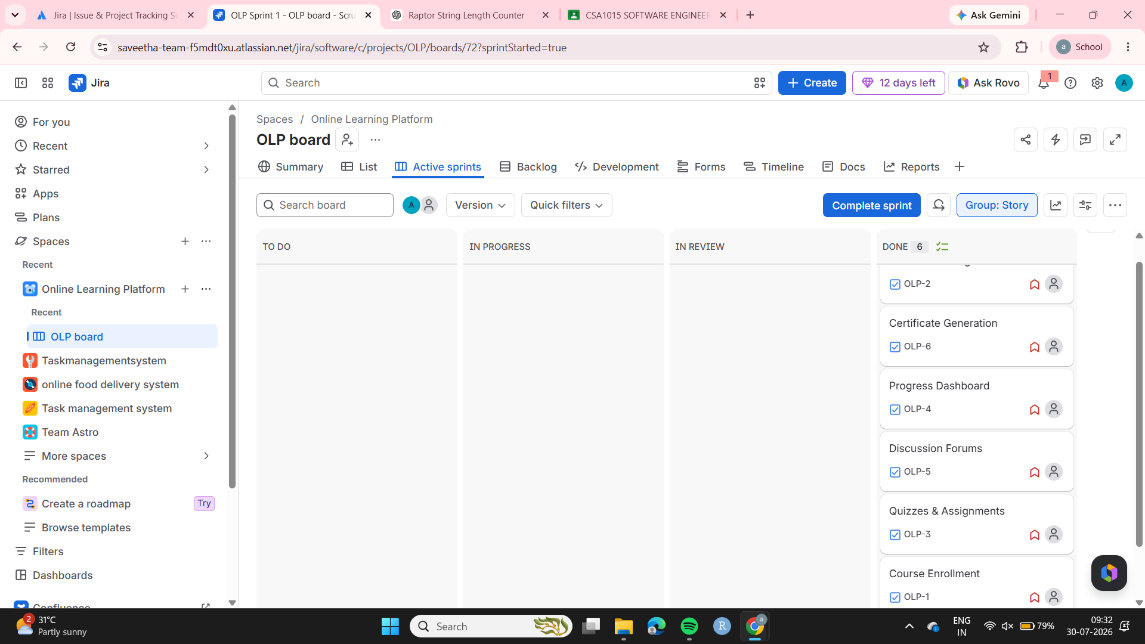 Jira | Issue & Project Tracking S
OLP Sprint 1 - OLP board - Scru
Raptor String Length Counter
CSA1015 SOFTWARE ENGINEER
Ask Gemini
saveetha-team-f5mdt0xu.atlassian.net/jira/software/c/projects/OLP/boards/72?sprintStarted=true
a
School
Jira
Search
Create
12 days left
Ask Rovo
1
A
For you
Recent
Starred
Apps
Plans
Spaces
Recent
Online Learning Platform
Recent
OLP board
Taskmanagementsystem
online food delivery system
Task management system
Team Astro
More spaces
Recommended
Create a roadmap
Try
Browse templates
Filters
Dashboards
Spaces / Online Learning Platform
OLP board
Summary
List
Active sprints
Backlog
Development
Forms
Timeline
Docs
Reports
Search board
A
Version
Quick filters
Complete sprint
Group: Story
TO DO
IN PROGRESS
IN REVIEW
DONE 6
OLP-2
Certificate Generation
OLP-6
Progress Dashboard
OLP-4
Discussion Forums
OLP-5
Quizzes & Assignments
OLP-3
Course Enrollment
OLP-1
2
31°C
Partly sunny
Search
R
a
ENG
IN
79%
09:32
30-07-2026